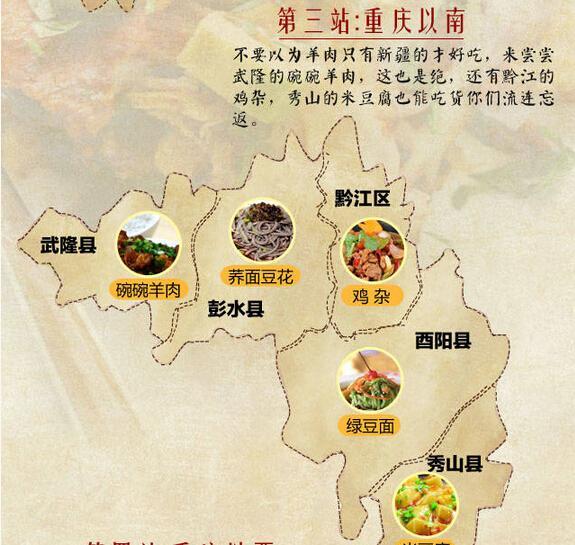 第三站:重庆以南
不要以为羊肉只有新疆的才好吃，来尝尝
武隆的碗碗羊肉，这也是绝，还有黔江的
鸡杂，秀山的米豆腐也能吃货你们流连忘
返。
黔江区
武隆县
荞面豆花
碗碗羊肉
鸡 杂
彭水县
酉阳县
绿豆面
秀山县